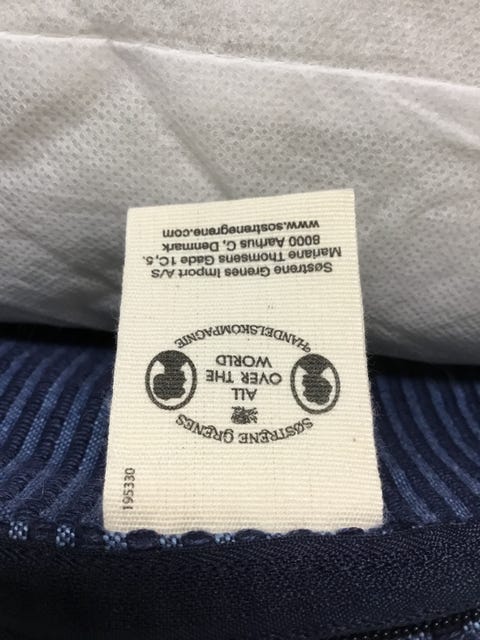 195330
SØSTRENE GRENES
ALL
OVER THE
WORLD
HANDELSKOMPAGNIE
Søstrene Grenes Import A/S
Mariane Thomsens Gade 1C,5.
8000 Aarhus C, Denmark
www.sostrenegrene.com